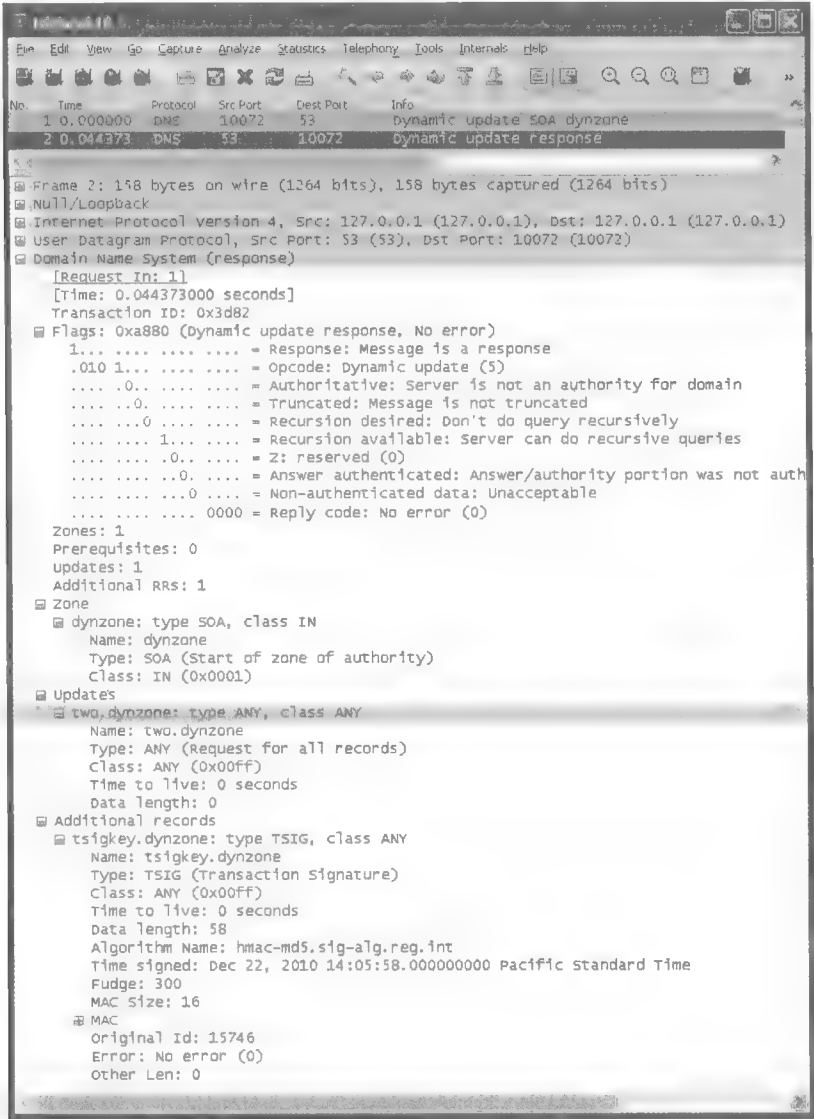 File Edit View Go Capture Analyze Statistics Telephony Tools Internals Help
No. Time Protocol Src Port Dest Port Info
1 0.000000 DNS 10072 53 Dynamic update SOA dynzone
2 0.044373 DNS 53 10072 Dynamic update response
Frame 2: 158 bytes on wire (1264 bits), 158 bytes captured (1264 bits)
Null/Loopback
Internet Protocol Version 4, Src: 127.0.0.1 (127.0.0.1), Dst: 127.0.0.1 (127.0.0.1)
User Datagram Protocol, Src Port: 53 (53), Dst Port: 10072 (10072)
Domain Name System (response)
[Request In: 1]
[Time: 0.044373000 seconds]
Transaction ID: 0x3d82
Flags: 0xa880 (Dynamic update response, No error)
1... .... .... .... = Response: Message is a response
.010 1... .... .... = Opcode: Dynamic update (5)
.... .0.. .... .... = Authoritative: Server is not an authority for domain
.... ..0. .... .... = Truncated: Message is not truncated
.... ...0 .... .... = Recursion desired: Don't do query recursively
.... .... 1... .... = Recursion available: Server can do recursive queries
.... .... .0.. .... = Z: reserved (0)
.... .... ..0. .... = Answer authenticated: Answer/authority portion was not auth
.... .... ...0 .... = Non-authenticated data: Unacceptable
.... .... .... 0000 = Reply code: No error (0)
Zones: 1
Prerequisites: 0
Updates: 1
Additional RRs: 1
Zone
dynzone: type SOA, class IN
Name: dynzone
Type: SOA (Start of zone of authority)
Class: IN (0x0001)
Updates
two.dynzone: type ANY, class ANY
Name: two.dynzone
Type: ANY (Request for all records)
Class: ANY (0x00ff)
Time to live: 0 seconds
Data length: 0
Additional records
tsigkey.dynzone: type TSIG, class ANY
Name: tsigkey.dynzone
Type: TSIG (Transaction Signature)
Class: ANY (0x00ff)
Time to live: 0 seconds
Data length: 58
Algorithm Name: hmac-md5.sig-alg.reg.int
Time signed: Dec 22, 2010 14:05:58.000000000 Pacific Standard Time
Fudge: 300
MAC Size: 16
MAC
Original Id: 15746
Error: No error (0)
Other Len: 0